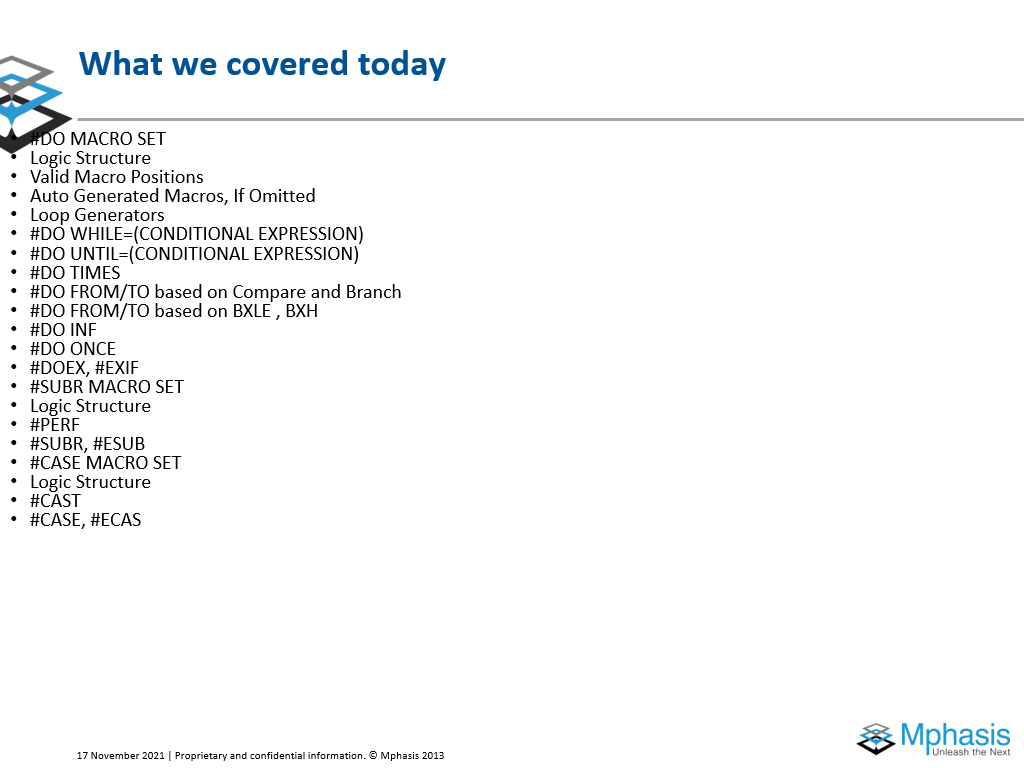 What we covered today
• #DO MACRO SET
• Logic Structure
• Valid Macro Positions
• Auto Generated Macros, If Omitted
• Loop Generators
• #DO WHILE=(CONDITIONAL EXPRESSION)
• #DO UNTIL=(CONDITIONAL EXPRESSION)
• #DO TIMES
• #DO FROM/TO based on Compare and Branch
• #DO FROM/TO based on BXLE , BXH
• #DO INF
• #DO ONCE
• #DOEX, #EXIF
• #SUBR MACRO SET
• Logic Structure
• #PERF
• #SUBR, #ESUB
• #CASE MACRO SET
• Logic Structure
• #CAST
• #CASE, #ECAS
Mphasis
Unleash the Next
17 November 2021 | Proprietary and confidential information. © Mphasis 2013